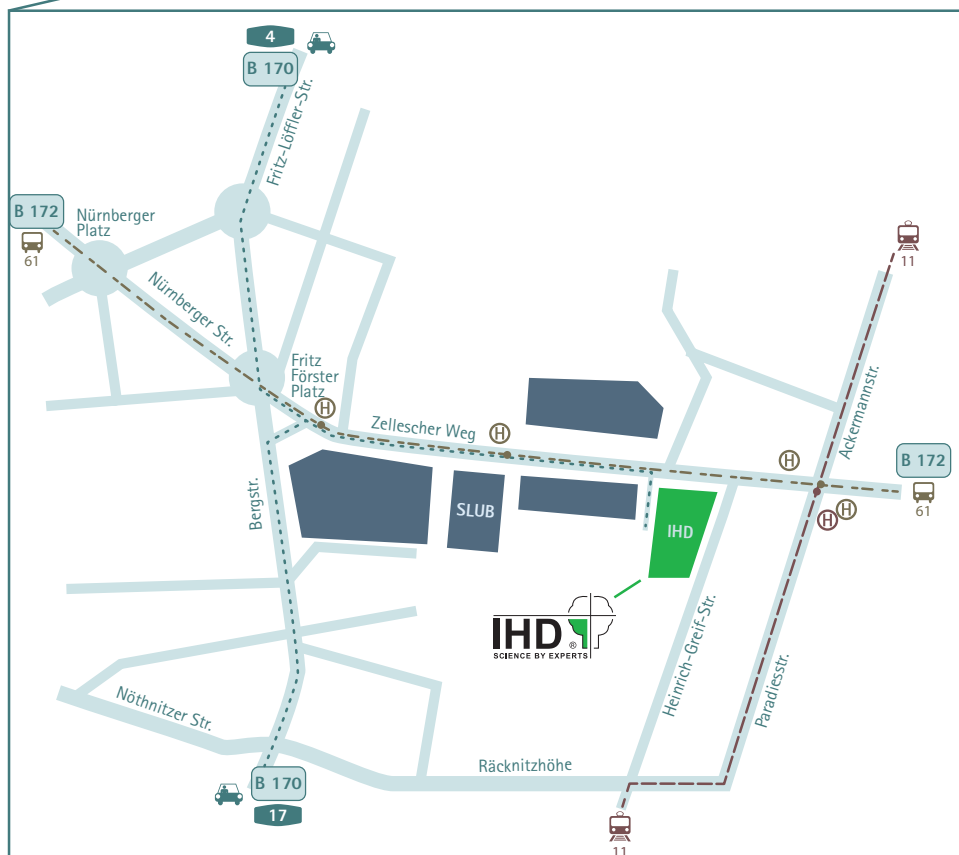 4
B 170
Fritz-Löffler-Str.
B 172
61
Nürnberger
Platz
Nürnberger Str.
11
Fritz
Förster
Platz
H
Zellescher Weg
H
H
Ackermannstr.
B 172
61
H
H
Bergstr.
SLUB
IHD
IHD®
SCIENCE BY EXPERTS
Heinrich-Greif-Str.
Paradiesstr.
Nöthnitzer Str.
Räcknitzhöhe
B 170
17
11